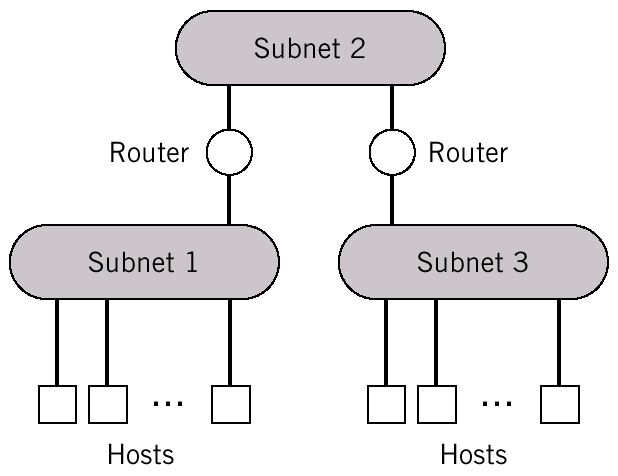 Subnet 2
Router
Router
Subnet 1
Subnet 3
...
...
Hosts
Hosts